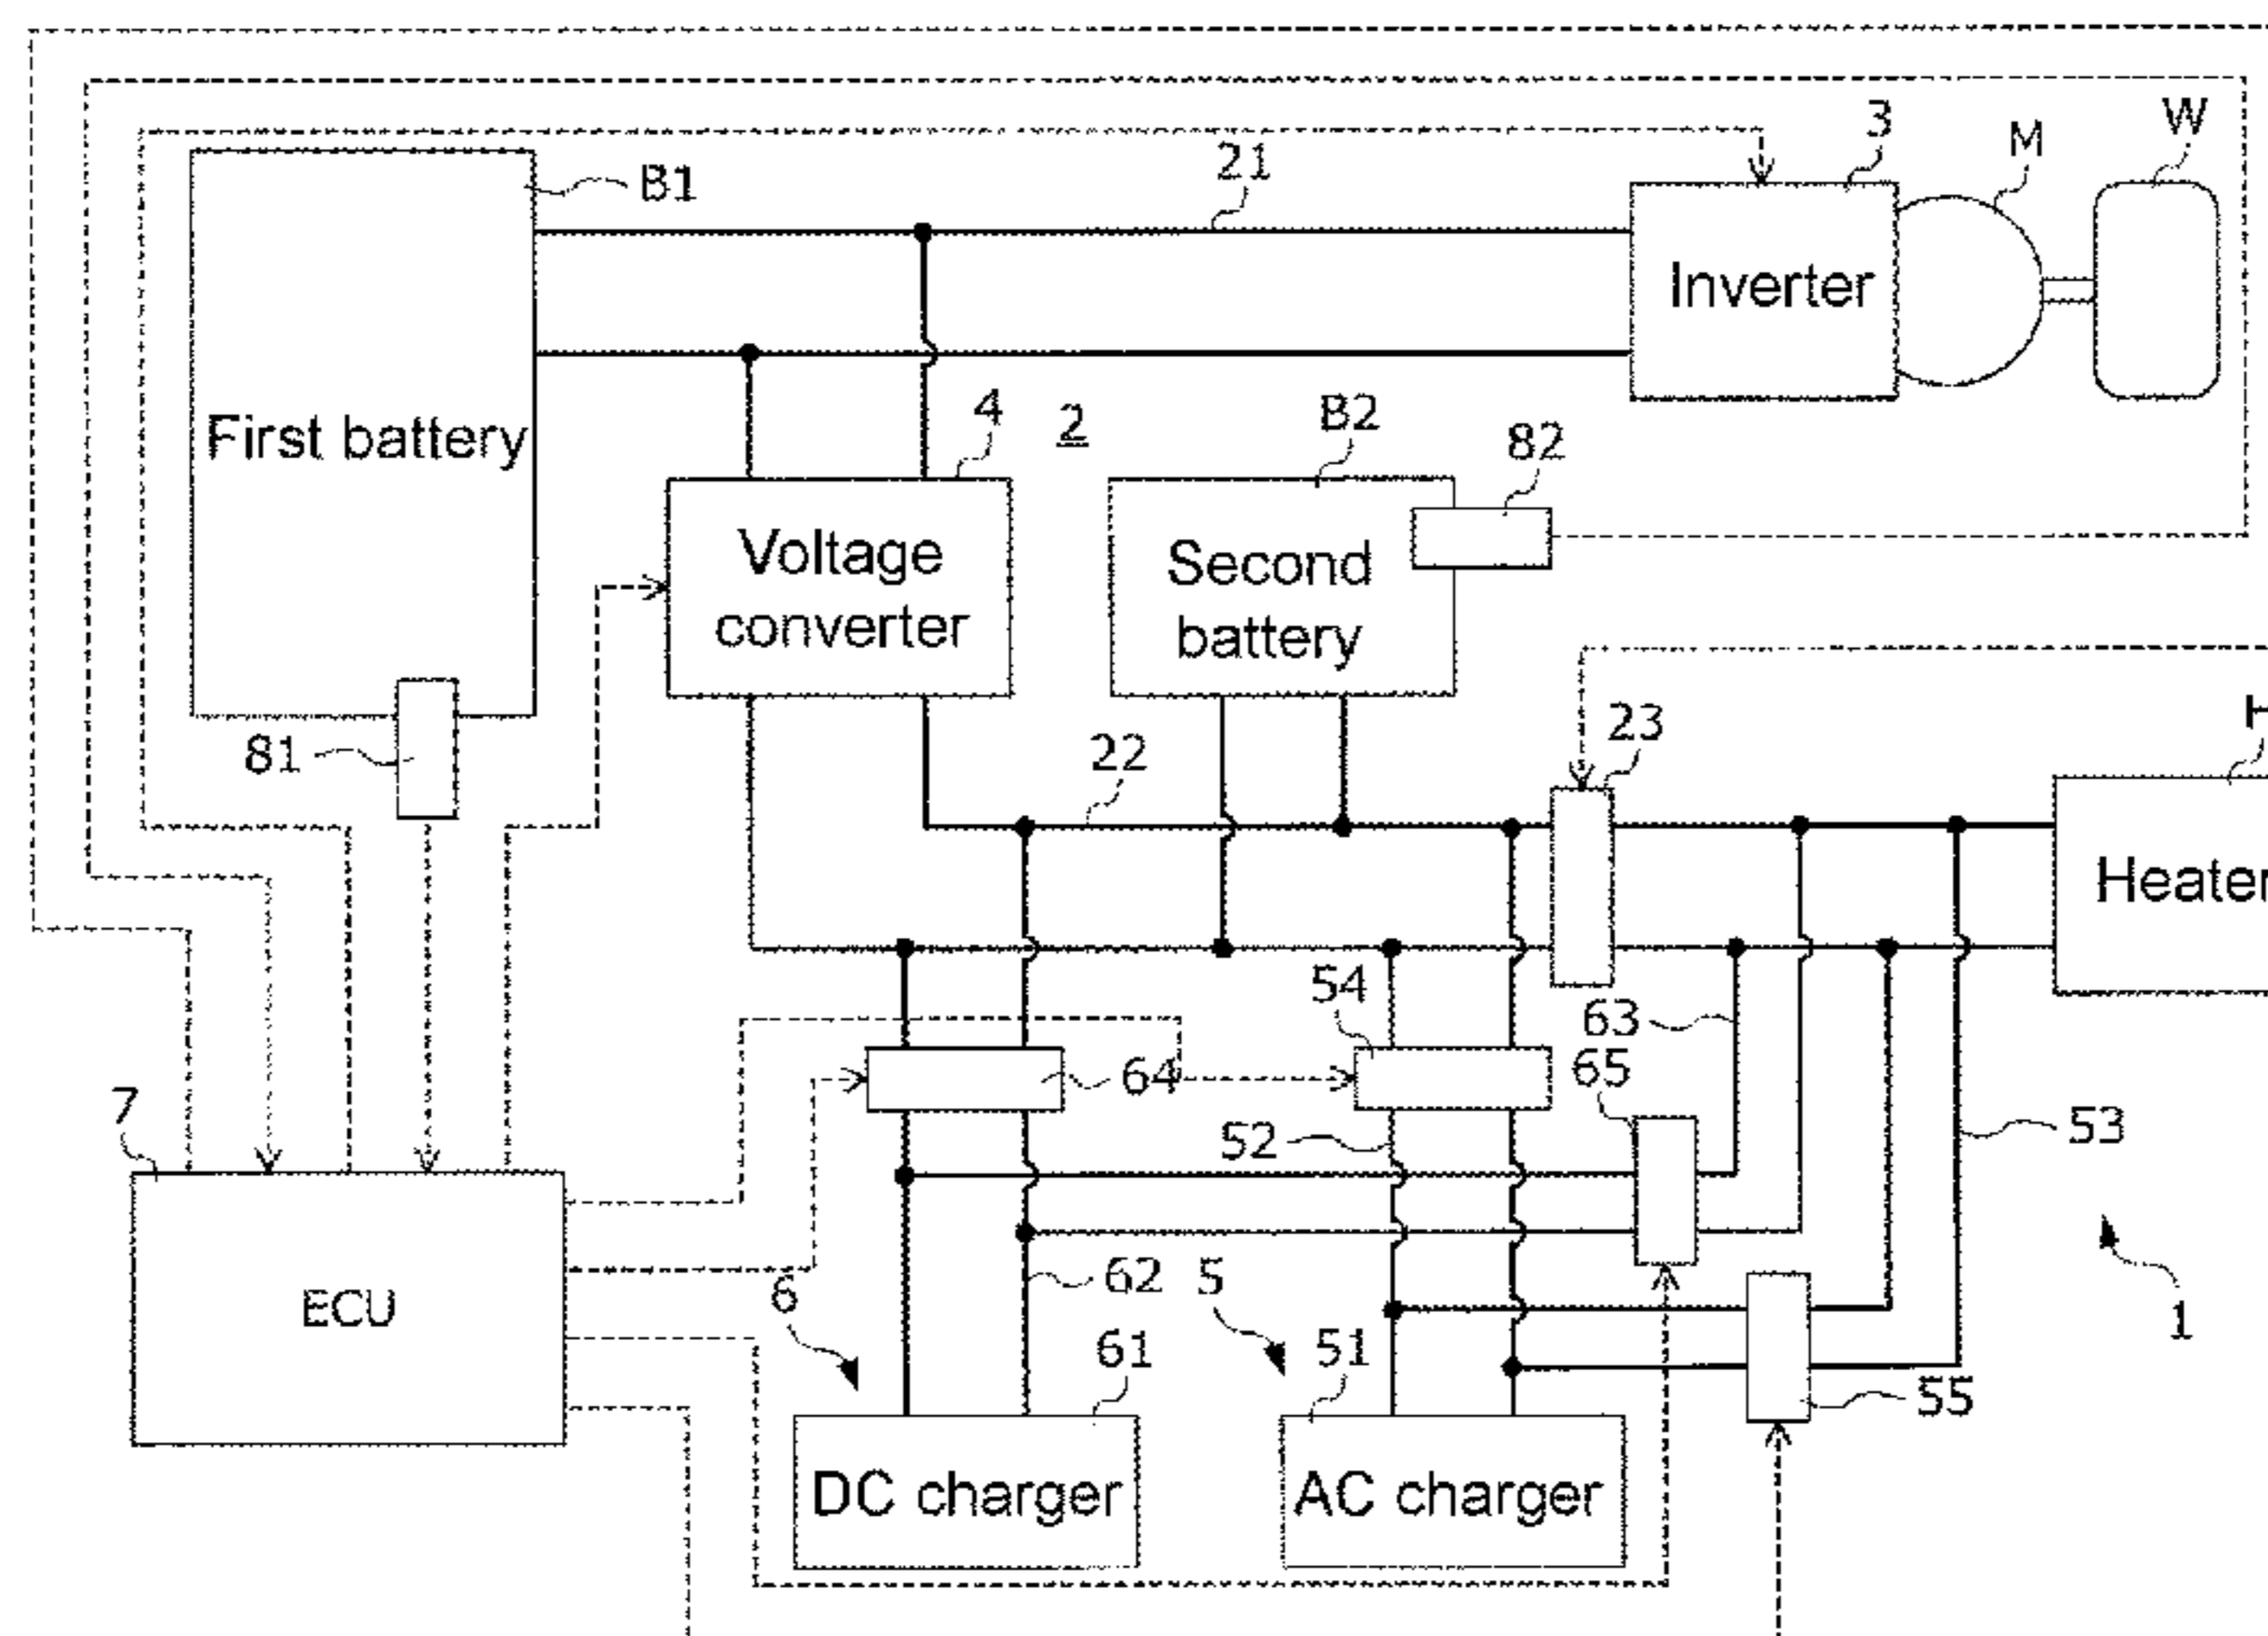 3
M
W
21
B1
Inverter
4
2
B2
82
First battery
Voltage
converter
Second
battery
81
22
23
H
Heater
54
63
64
65
7
52
53
ECU
6
62
5
1
61
51
55
DC charger
AC charger